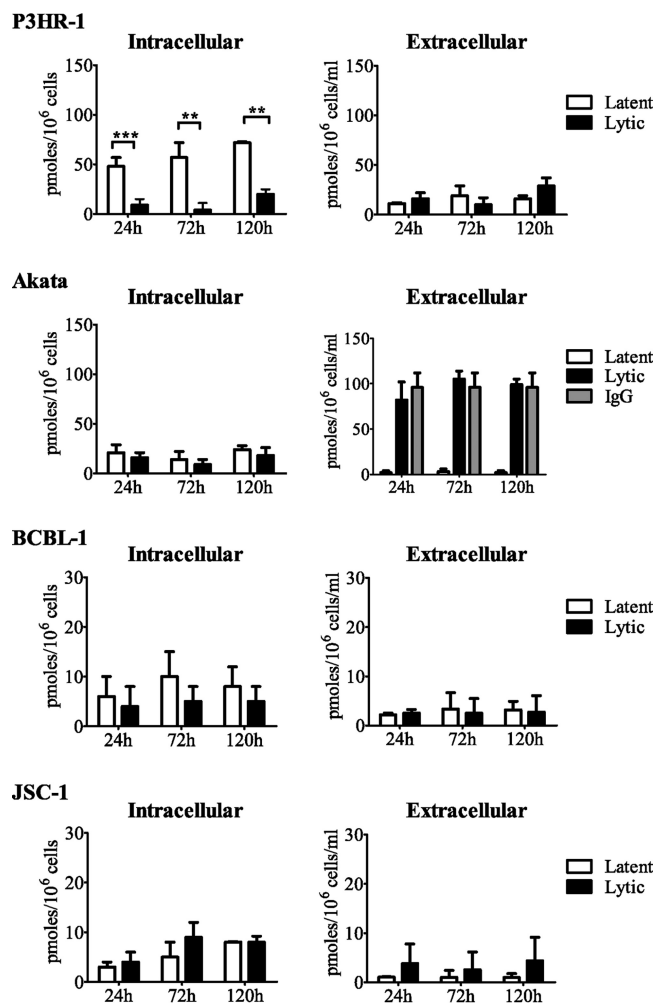 P3HR-1
Intracellular
Extracellular
pmoles/10⁶ cells
150
100
50
0
***
**
**
24h
72h
120h
pmoles/10⁶ cells/ml
150
100
50
0
24h
72h
120h
Latent
Lytic
Akata
Intracellular
Extracellular
pmoles/10⁶ cells
150
100
50
0
24h
72h
120h
pmoles/10⁶ cells/ml
150
100
50
0
24h
72h
120h
Latent
Lytic
IgG
BCBL-1
Intracellular
Extracellular
pmoles/10⁶ cells
30
20
10
0
24h
72h
120h
pmoles/10⁶ cells/ml
30
20
10
0
24h
72h
120h
Latent
Lytic
JSC-1
Intracellular
Extracellular
pmoles/10⁶ cells
30
20
10
0
24h
72h
120h
pmoles/10⁶ cells/ml
30
20
10
0
24h
72h
120h
Latent
Lytic